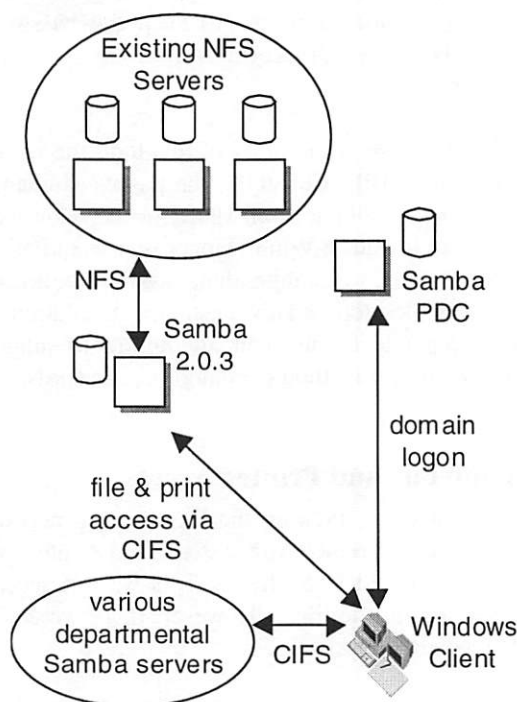 Existing NFS
Servers
NFS
Samba
2.0.3
Samba
PDC
domain
logon
file & print
access via
CIFS
various
departmental
Samba servers
CIFS
Windows
Client